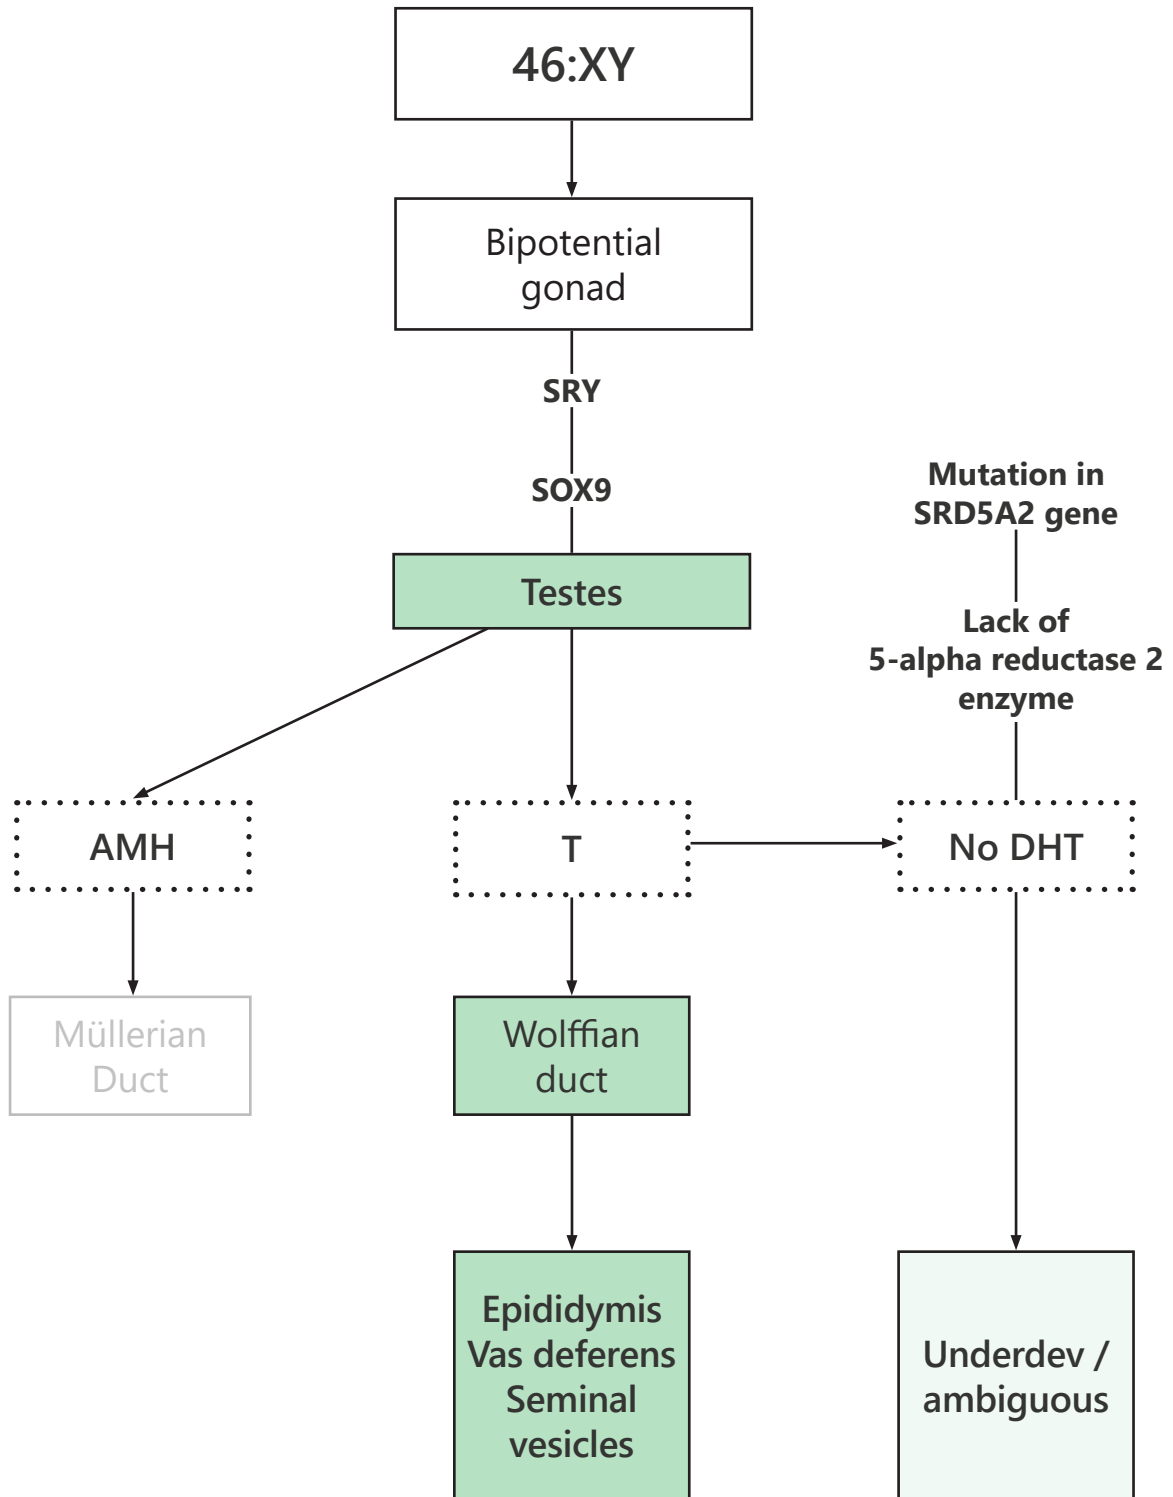 46:XY
Bipotential
gonad
SRY
SOX9
Mutation in
SRD5A2 gene
Testes
Lack of
5-alpha reductase 2
enzyme
AMH
T
No DHT
Müllerian
Duct
Wolffian
duct
Epididymis
Vas deferens
Seminal
vesicles
Underdev /
ambiguous